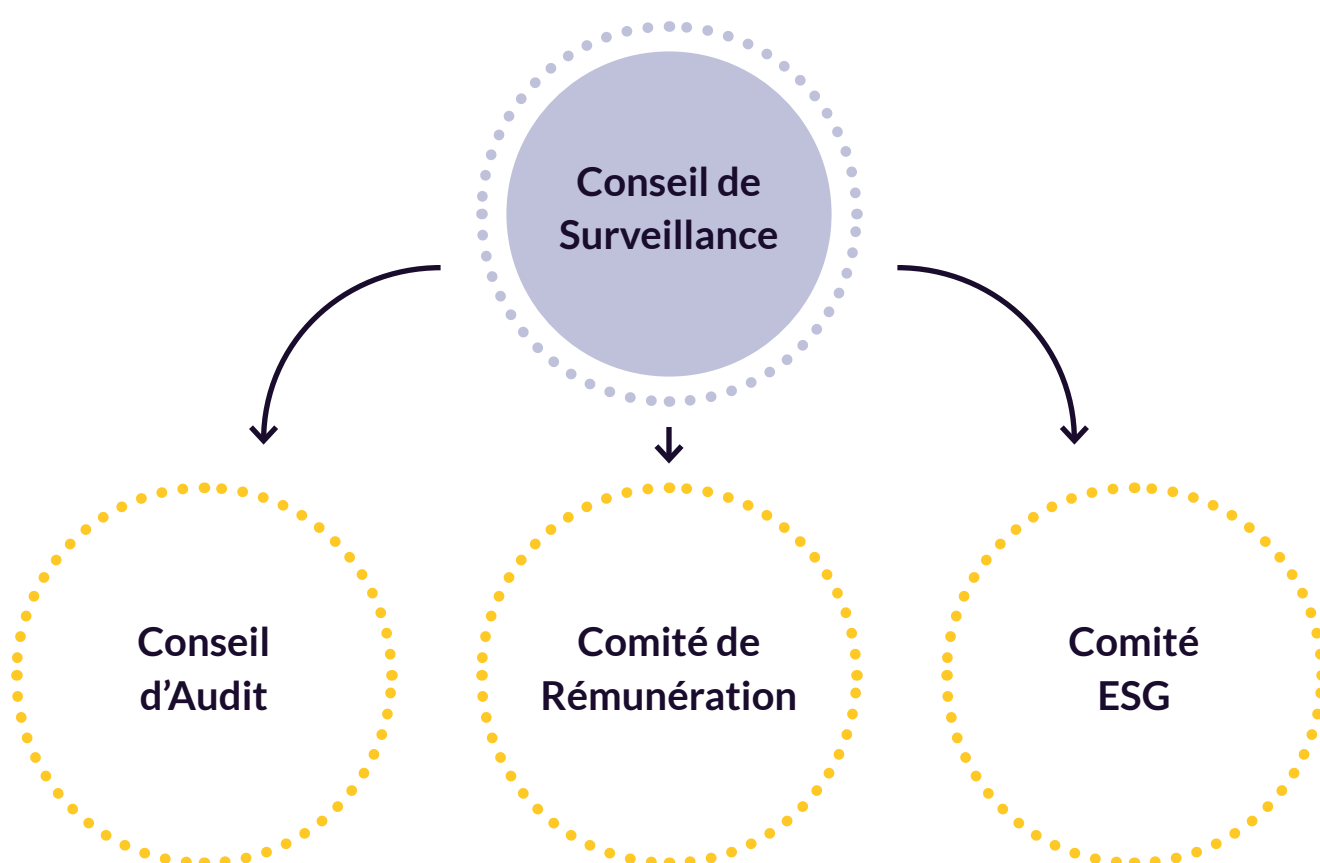 Conseil de
Surveillance
Conseil
d’Audit
Comité de
Rémunération
Comité
ESG